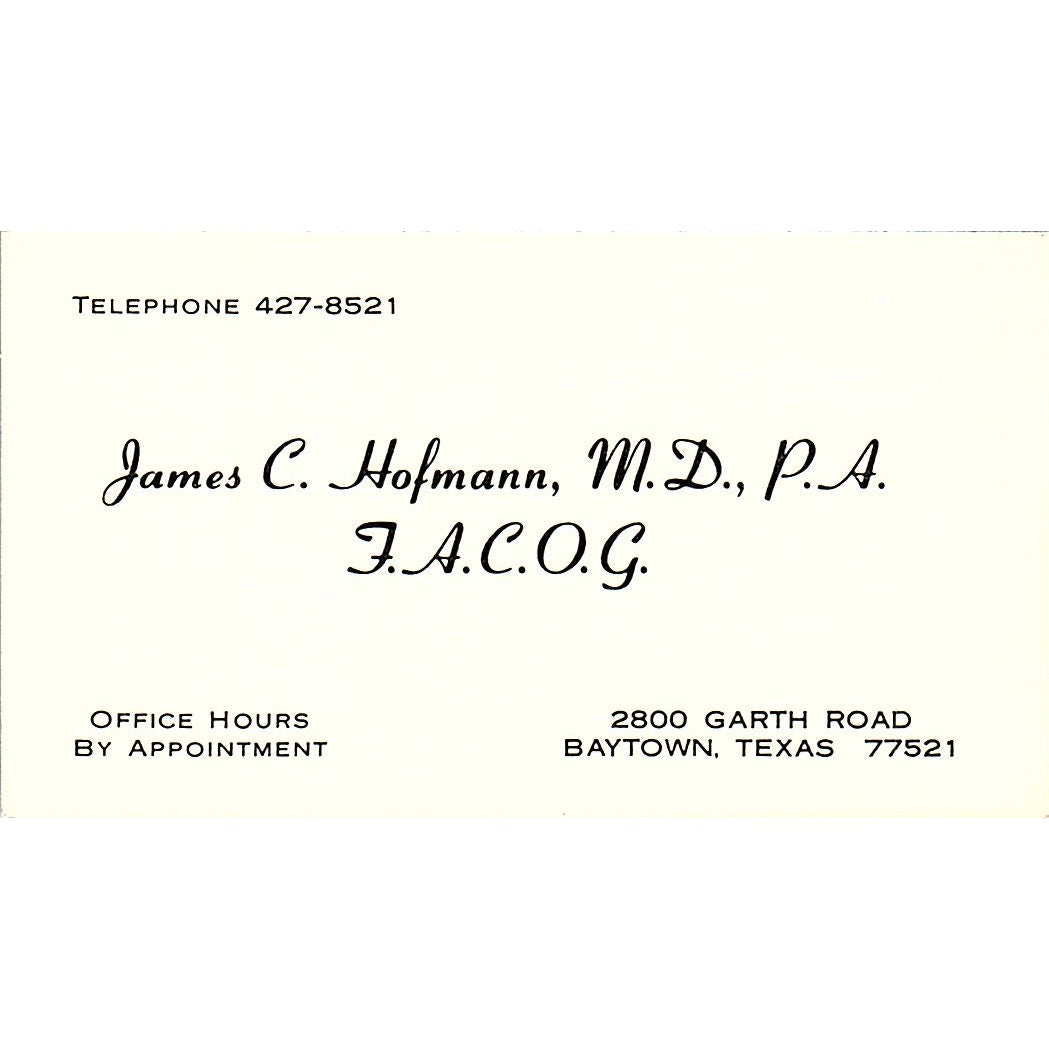 TELEPHONE 427-8521
James C. Hofmann, M.D., P.A.
F.A.C.O.G.
OFFICE HOURS
BY APPOINTMENT
2800 GARTH ROAD
BAYTOWN, TEXAS 77521